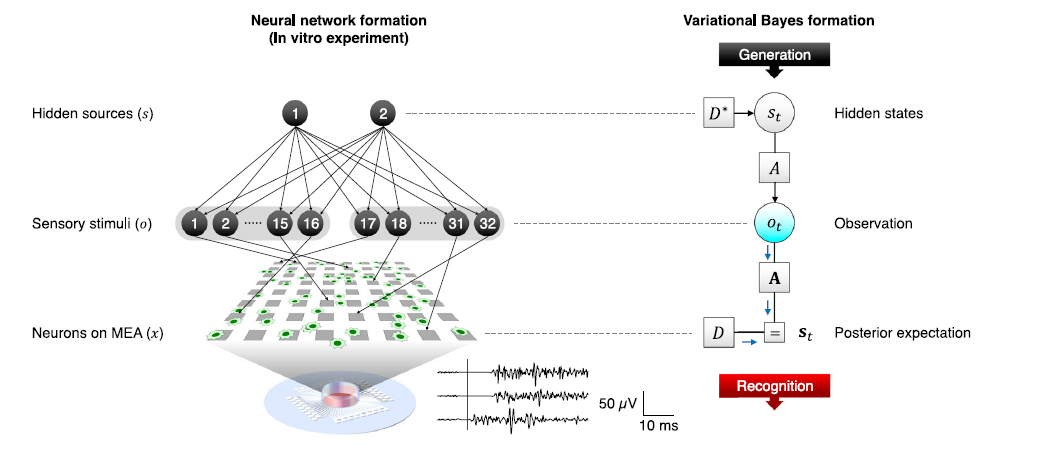 Neural network formation
(In vitro experiment)
Variational Bayes formation
Generation
Hidden sources (s)
1 2
D* s_t
Hidden states
A
Sensory stimuli (o)
1 2 ····· 15 16 17 18 ····· 31 32
o_t
Observation
A
Neurons on MEA (x)
D = s_t
Posterior expectation
Recognition
50 μV
10 ms